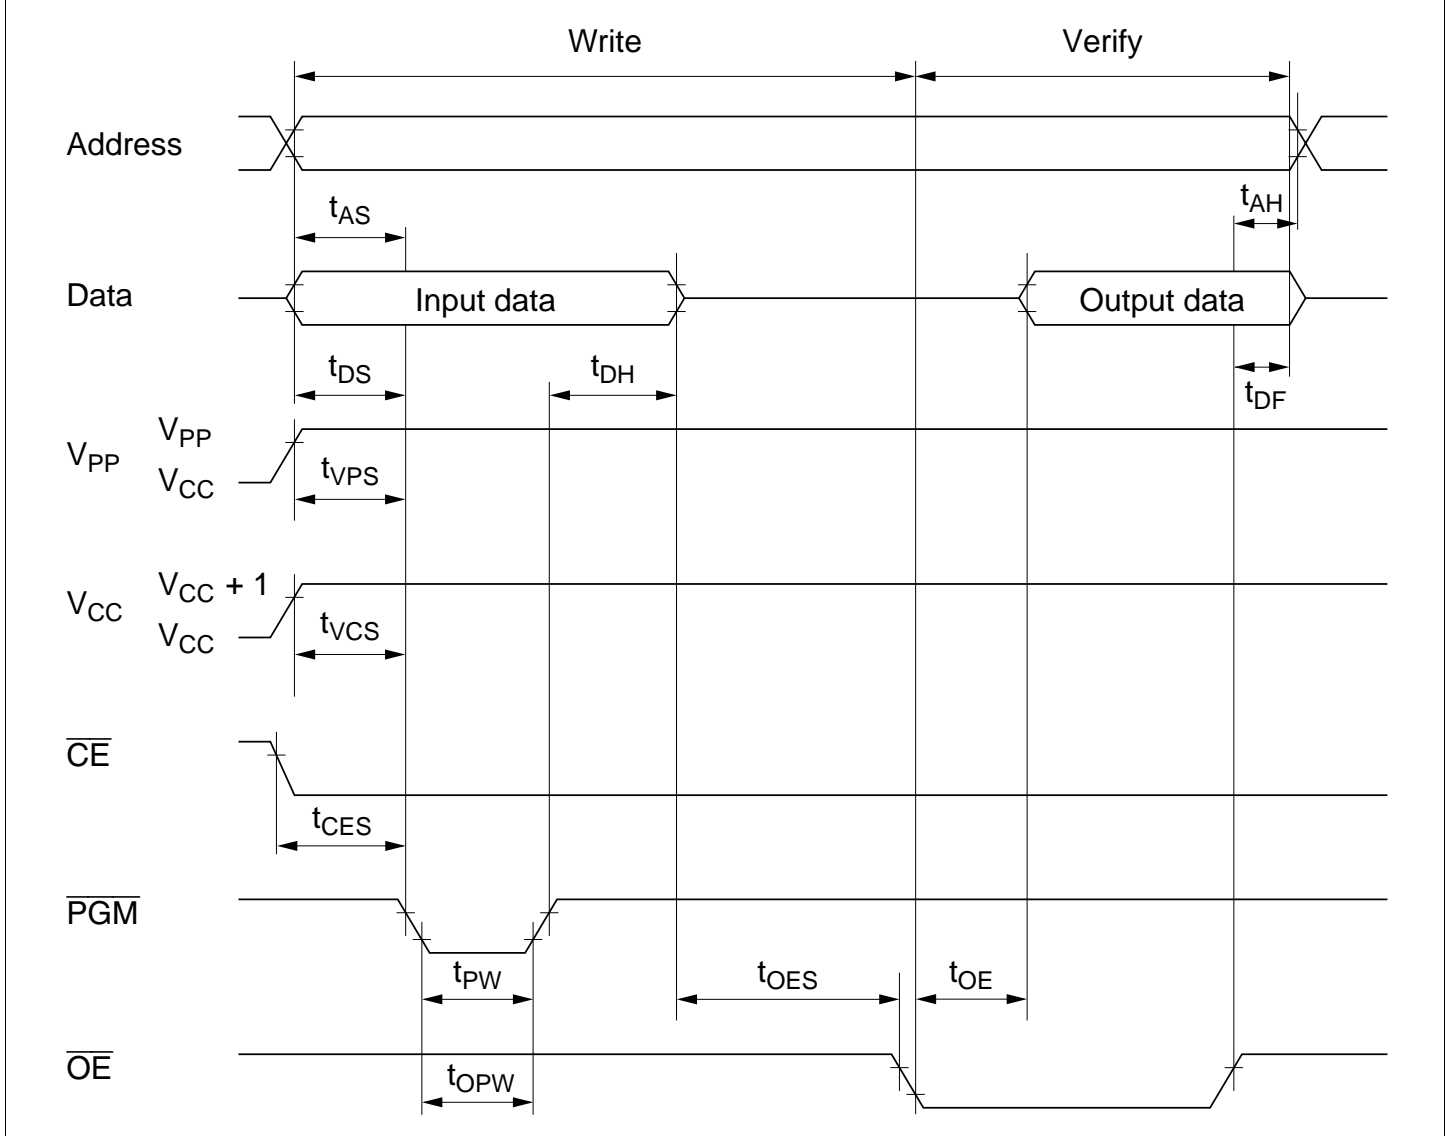 Write Verify
Address
tAS tAH
Data Input data Output data
tDS tDH tDF
VPP VPP
VCC tVPS
VCC VCC + 1
VCC tVCS
CE
tCES
PGM
tPW tOES tOE
OE
tOPW